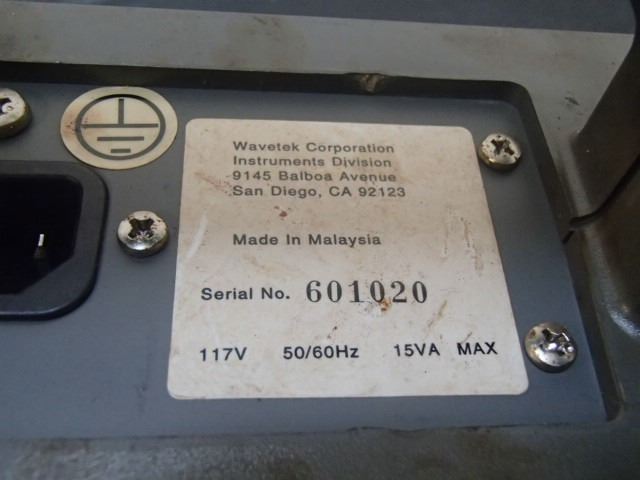 Wavetek Corporation
Instruments Division
9145 Balboa Avenue
San Diego, CA 92123
Made In Malaysia
Serial No. 601020
117V 50/60Hz 15VA MAX